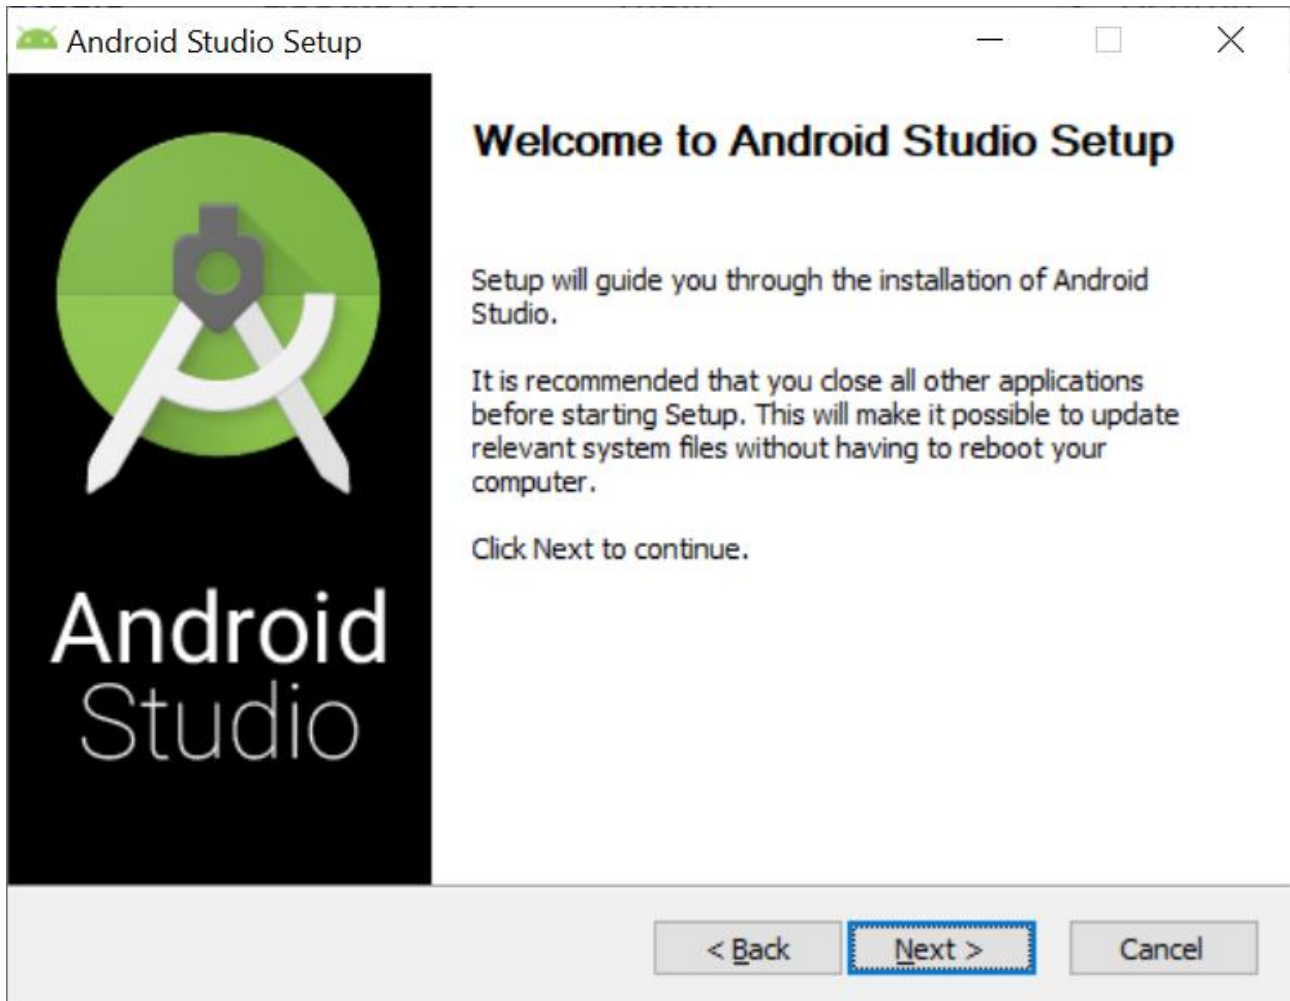 Android Studio Setup
Welcome to Android Studio Setup
Setup will guide you through the installation of Android
Studio.
It is recommended that you close all other applications
before starting Setup. This will make it possible to update
relevant system files without having to reboot your
computer.
Click Next to continue.
Android
Studio
< Back
Next >
Cancel